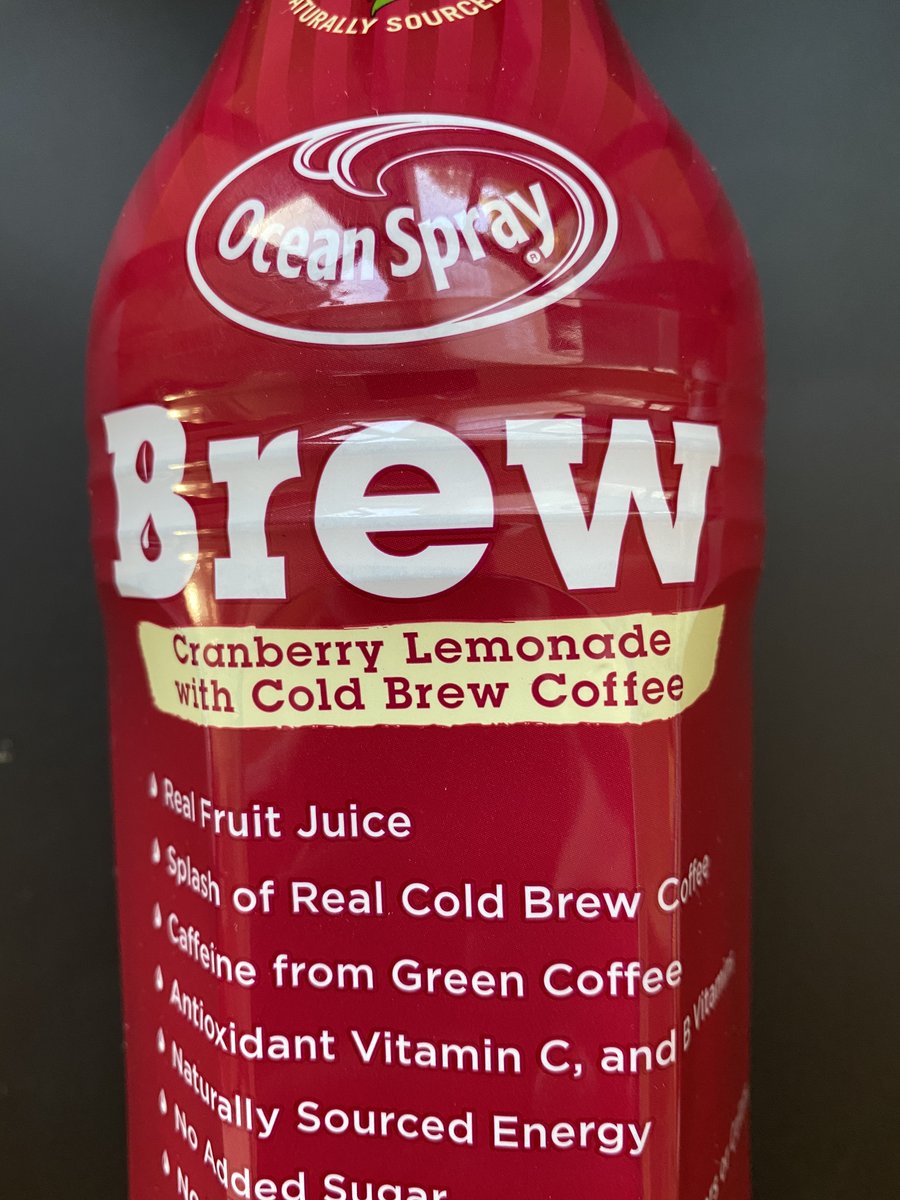 NATURALLY SOURCED
Ocean Spray®
Brew
Cranberry Lemonade
with Cold Brew Coffee
Real Fruit Juice
Splash of Real Cold Brew Coffee
Caffeine from Green Coffee
Antioxidant Vitamin C, and B Vitamins
Naturally Sourced Energy
No Added Sugar
No